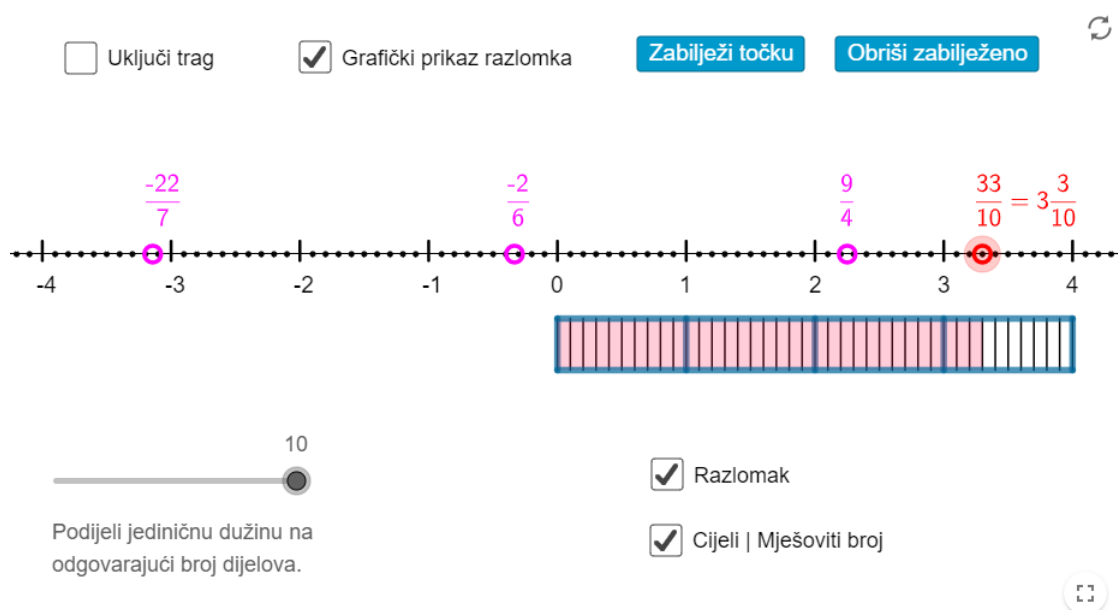 Uključi trag
Grafički prikaz razlomka
Zabilježi točku
Obriši zabilježeno
-22/7
-2/6
9/4
33/10 = 3 3/10
-4 -3 -2 -1 0 1 2 3 4
10
Podijeli jediničnu dužinu na
odgovarajući broj dijelova.
Razlomak
Cijeli | Mješoviti broj